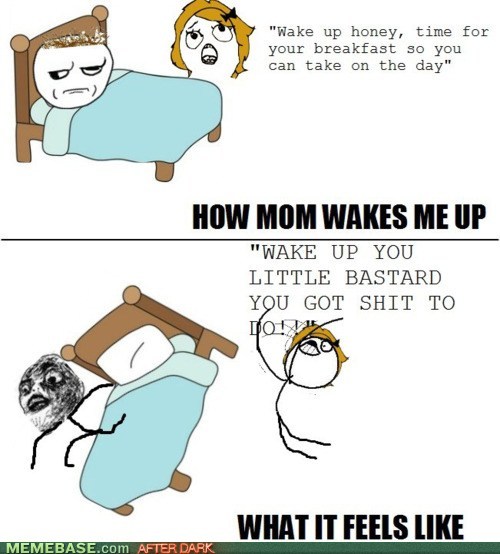 "Wake up honey, time for
your breakfast so you
can take on the day"
HOW MOM WAKES ME UP
"WAKE UP YOU
LITTLE BASTARD
YOU GOT SHIT TO
DO!!"
WHAT IT FEELS LIKE
MEMEBASE.com AFTER DARK